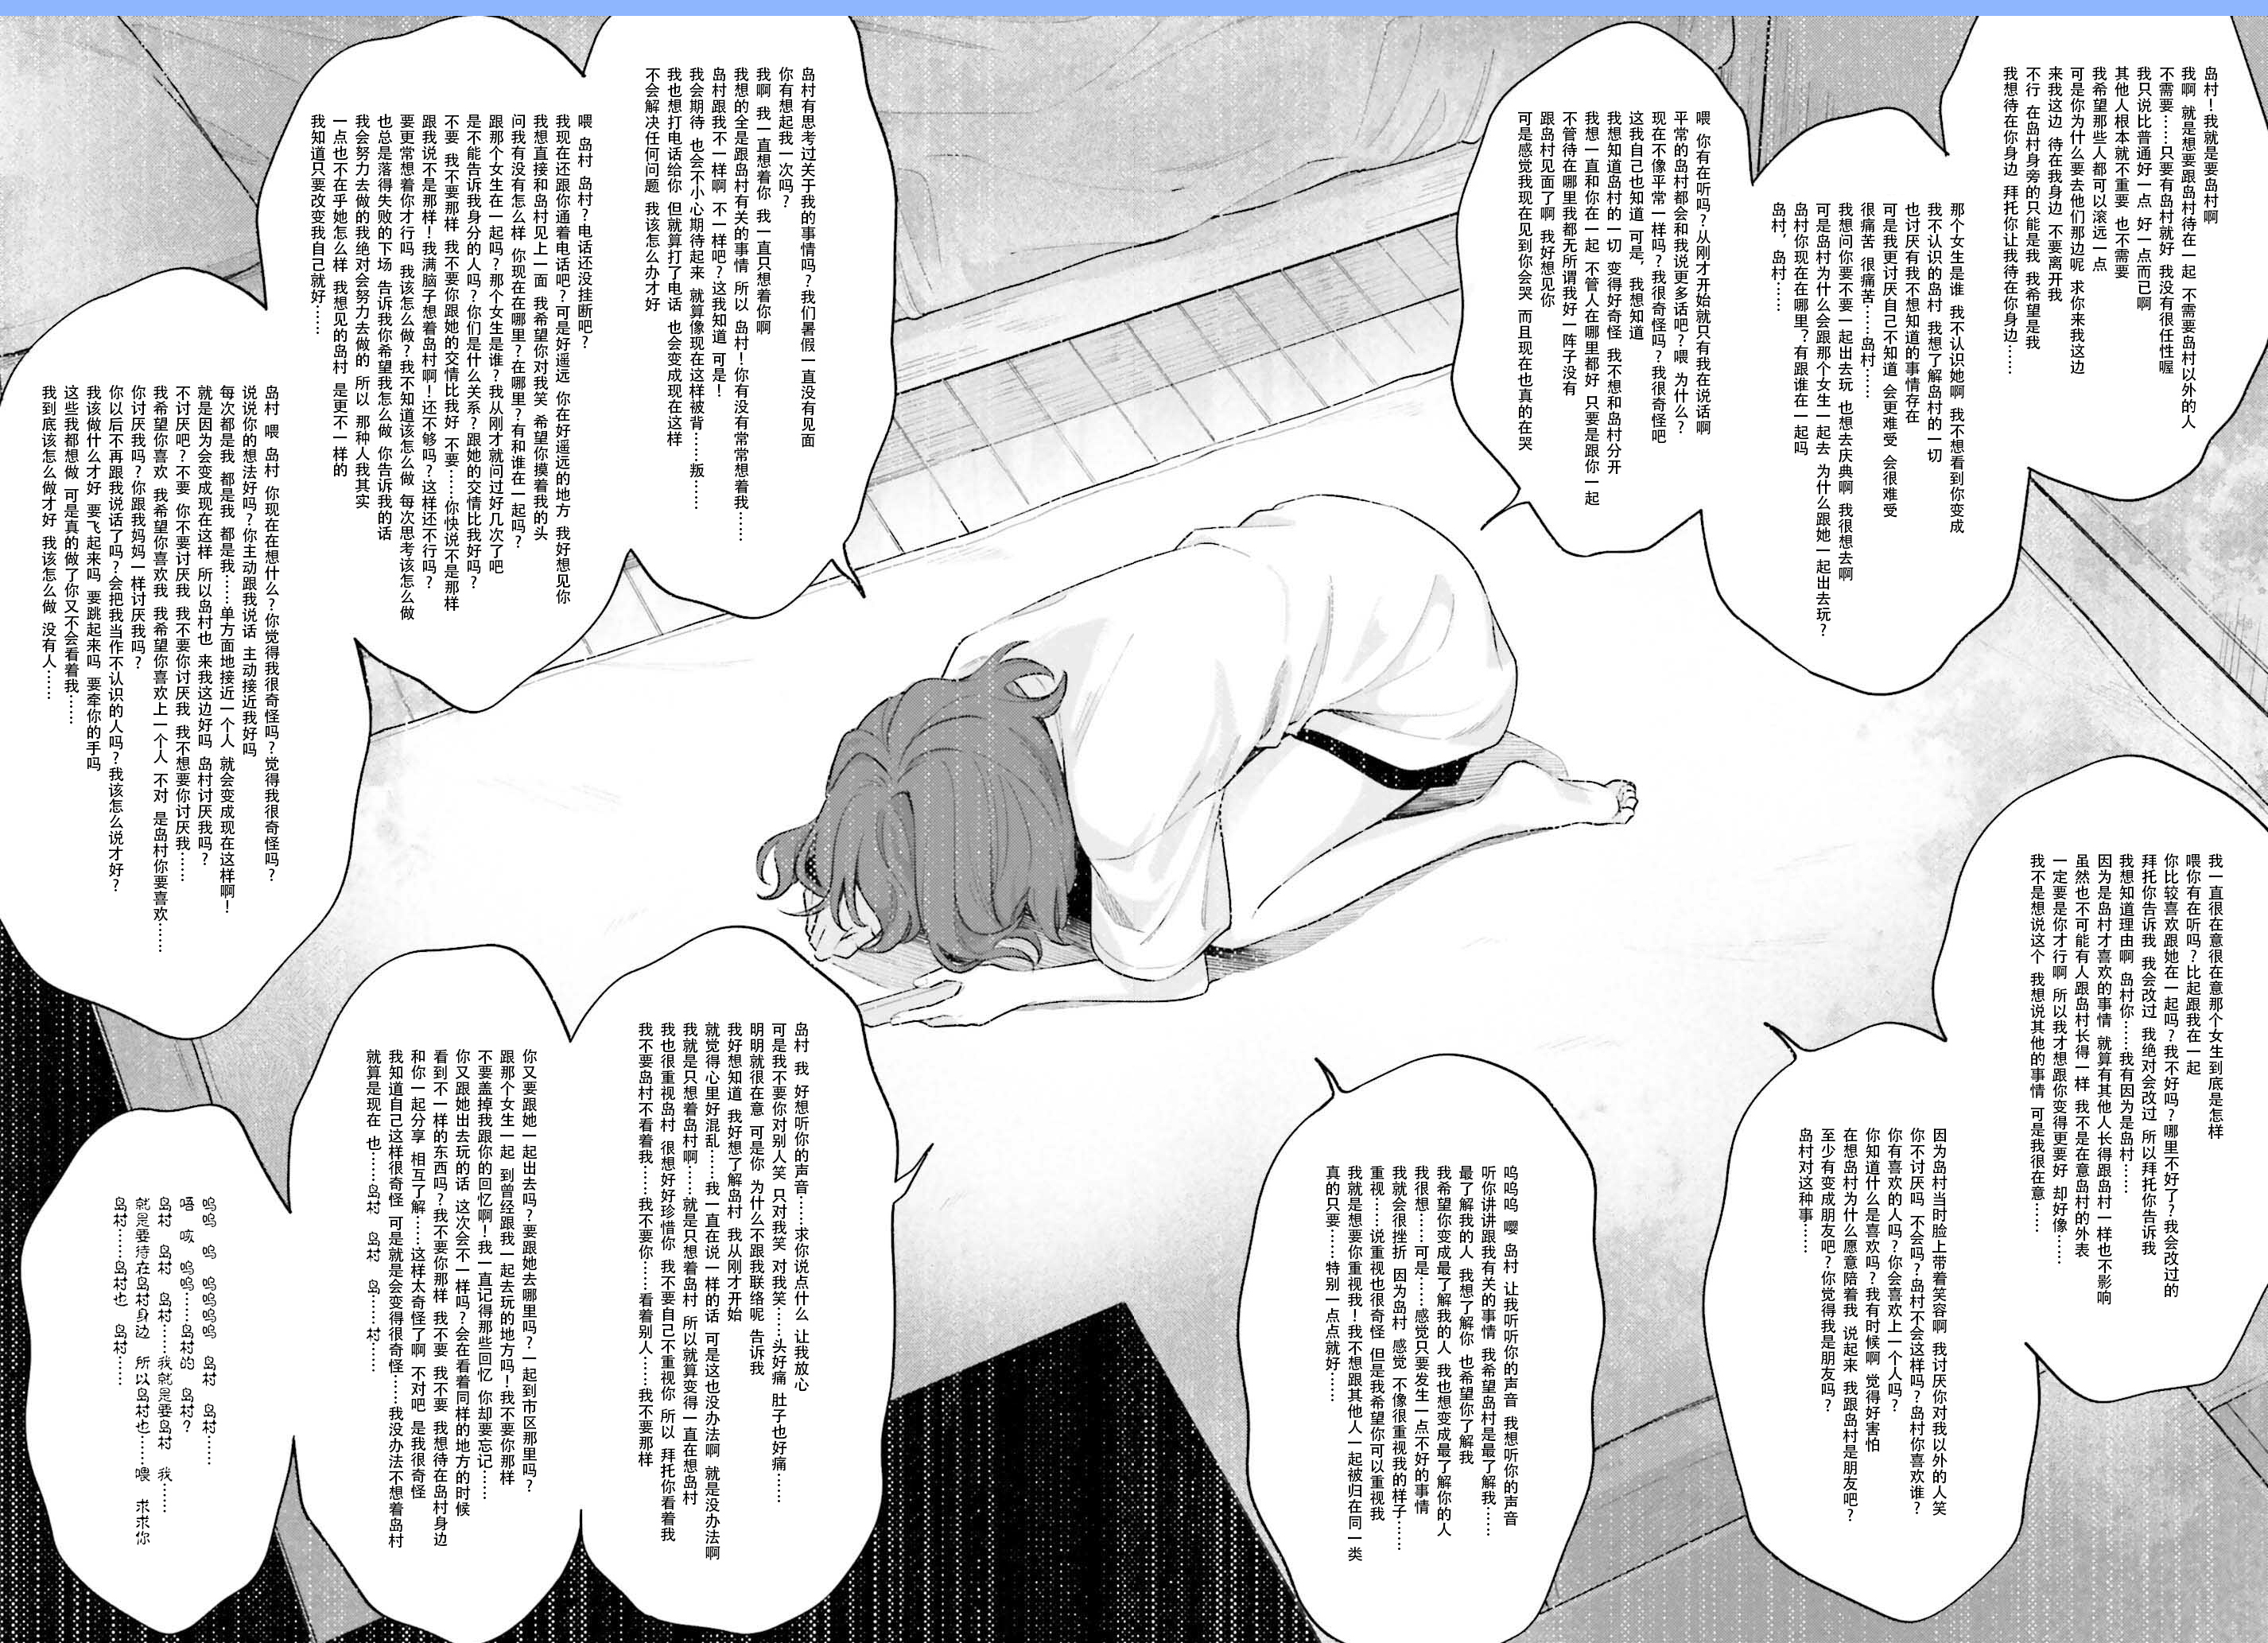 岛村！我就是要岛村啊
我啊 就是想要跟岛村待在一起 不需要岛村以外的人
不需要……只要有岛村就好 我没有很任性喔
我只说比普通好一点 好一点而已啊
其他人根本就不重要 也不需要
我希望那些人都可以滚远一点
可是你为什么要去他们那边呢 求你来我这边
来我这边 待在我身边 不要离开我
不行 在岛村身旁的只能是我 我希望是我
我想待在你身边 拜托你让我待在你身边……
那个女生是谁 我不认识她啊 我不想看到你变成
我不认识的岛村 我想了解岛村的一切
也讨厌有我不想知道的事情存在
可是我更讨厌自己不知道 会更难受 会很难受
很痛苦 很痛苦……岛村……
我想问你要不要一起出去玩 也想去庆典啊 我很想去啊
可是岛村为什么会跟那个女生一起去 为什么跟她一起出去玩？
岛村你现在在哪里？有跟谁在一起吗
岛村，岛村……
喂 你有在听吗？从刚才开始就只有我在说话啊
平常的岛村都会和我说更多话吧？喂 为什么？
现在不像平常一样吗？我很奇怪吗？我很奇怪吧
这我自己也知道 可是，我想知道
我想知道岛村的一切 变得好奇怪 我不想和岛村分开
我想一直和你在一起 不管人在哪里都好 只要是跟你一起
不管待在哪里我都无所谓我好一阵子没有
跟岛村见面了啊 我好想见你
可是感觉我现在见到你会哭 而且现在也真的在哭
我一直很在意很在意那个女生到底是怎样
喂你有在听吗？比起跟我在一起
你比较喜欢跟她在一起吗？我不好吗？哪里不好了？我会改过的
拜托你告诉我 我会改过 我绝对会改过 所以拜托你告诉我
我想知道理由啊 岛村你……我有因为是岛村……
因为是岛村才喜欢的事情 就算有其他人长得跟岛村一样也不影响
虽然也不可能有人跟岛村长得一样 我不是在意岛村的外表
一定要是你才行啊 所以我才想跟你变得更要好 却好像……
我不是想说这个 我想说其他的事情 可是我很在意……
因为岛村当时脸上带着笑容啊 我讨厌你对我以外的人笑
你不讨厌吗 不会吗？岛村不会这样吗？岛村你喜欢谁？
你有喜欢的人吗？你会喜欢上一个人吗？
你知道什么是喜欢吗？我有时候啊 觉得好害怕
在想岛村为什么愿意陪着我 说起来 我跟岛村是朋友吧？
至少有变成朋友吧？你觉得我是朋友吗？
岛村对这种事……
呜呜呜 嘤 岛村 让我听听你的声音 我想听你的声音
听你讲讲跟我有关的事情 我希望岛村是最了解我……
最了解我的人 我想了解你 也希望你了解我
我希望你变成最了解我的人 我也想变成最了解你的人
我很想……可是……感觉只要发生一点不好的事情
我就会很挫折 因为岛村 感觉 不像很重视我的样子……
重视……说重视也很奇怪 但是我希望你可以重视我
我就是想要你重视我！我不想跟其他人一起被归在同一类
真的只要……特别一点点就好……
岛村有思考过关于我的事情吗？我们暑假一直没有见面
你有想起我一次吗？
我啊 我一直想着你 我一直只想着你啊
我想的全是跟岛村有关的事情 所以 岛村！你有没有常常想着我……
岛村跟我不一样啊 不一样吧？这我知道 可是！
我会期待 也会不小心期待起来 就算像现在这样被背……叛……
我也想打电话给你 但就算打了电话 也会变成现在这样
不会解决任何问题 我该怎么办才好
喂 岛村 岛村？电话还没挂断吧？
我现在还跟你通着电话吧？可是好遥远 你在好遥远的地方 我好想见你
我想直接和岛村见上一面 我希望你对我笑 希望你摸着我的头
问我有没有怎么样 你现在在哪里？在哪里？有和谁在一起吗？
跟那个女生在一起吗？那个女生是谁？我从刚才就问过好几次了吧
是不能告诉我身分的人吗？你们是什么关系？跟她的交情比我好吗？
不要 我不要那样 我不要你跟她的交情比我好 不要……你快说不是那样
跟我说不是那样！我满脑子想着岛村啊！还不够吗？这样还不行吗？
要更常想着你才行吗 我该怎么做？我不知道该怎么做 每次思考该怎么做
也总是落得失败的下场 告诉我你希望我怎么做 你告诉我的话
我会努力去做的我绝对会努力去做的 所以 那种人我其实
一点也不在乎她怎么样 我想见的岛村 是更不一样的
我知道只要改变我自己就好……
岛村 喂 岛村 你现在在想什么？你觉得我很奇怪吗？觉得我很奇怪吗？
说说你的想法好吗？你主动跟我说话 主动接近我好吗
每次都是我 都是我 都是我……单方面地接近一个人 就会变成现在这样啊！
就是因为会变成现在这样 所以岛村也 来我这边好吗 岛村讨厌我吗？
不讨厌吧？不要 你不要讨厌我 我不要你讨厌我 我不想要你讨厌我……
我希望你喜欢 我希望你喜欢我 我希望你喜欢上一个人 不对 是岛村你要喜欢……
你讨厌我吗？你跟我妈妈一样讨厌我吗？
你以后不再跟我说话了吗？会把我当作不认识的人吗？我该怎么说才好？
我该做什么才好 要飞起来吗 要跳起来吗 要牵你的手吗
这些我都想做 可是真的做了你又不会看着我……
我到底该怎么做才好 我该怎么做 没有人……
岛村 我 好想听你的声音……求你说点什么 让我放心
可是我不要你对别人笑 只对我笑 对我笑……头好痛 肚子也好痛……
明明就很在意 可是你 为什么不跟我联络呢 告诉我
我好想知道 我好想了解岛村 我从刚才开始
就觉得心里好混乱……我一直在说一样的话 可是这也没办法啊 就是没办法啊
我就是只想着岛村啊……就是只想着岛村 所以就算变得一直在想岛村
我也很重视岛村 很想好好珍惜你 我不要自己不重视你 所以 拜托你看着我
我不要岛村不看着我……我不要你……看着别人……我不要那样
你又要跟她一起出去吗？要跟她去哪里吗？一起到市区那里吗？
跟那个女生一起 到曾经跟我一起去玩的地方吗！我不要你那样
不要盖掉我跟你的回忆啊！我一直记得那些回忆 你却要忘记……
你又跟她出去玩的话 这次会不一样吗？会在看着同样的地方的时候
看到不一样的东西吗？我不要你那样 我不要 我不要 我想待在岛村身边
和你一起分享 相互了解……这样太奇怪了啊 不对吧 是我很奇怪
我知道自己这样很奇怪 可是就是会变得很奇怪……我没办法不想着岛村
就算是现在 也……岛村 岛村 岛……村……
呜呜 呜 呜呜呜呜 岛村 岛村……
唔 咳 呜呜……岛村的 岛村？
岛村 岛村 岛村……我就是要岛村 我……
就是要待在岛村身边 所以岛村也……喂 求求你
岛村……岛村也 岛村……